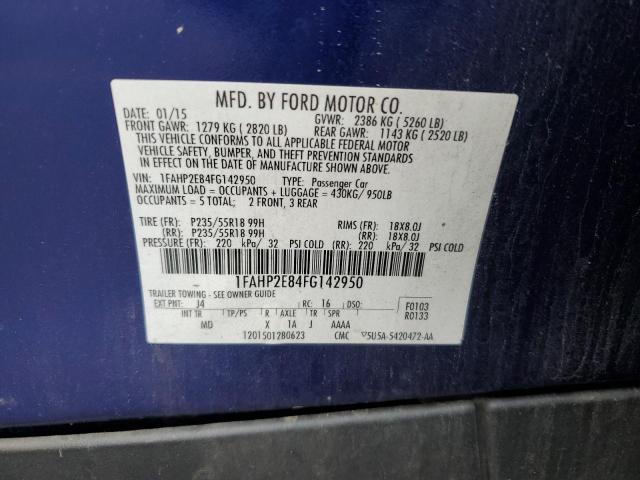 MFD. BY FORD MOTOR CO.
DATE: 01/15 GVWR: 2386 KG ( 5260 LB)
FRONT GAWR: 1279 KG ( 2820 LB) REAR GAWR: 1143 KG ( 2520 LB)
THIS VEHICLE CONFORMS TO ALL APPLICABLE FEDERAL MOTOR
VEHICLE SAFETY, BUMPER, AND THEFT PREVENTION STANDARDS
IN EFFECT ON THE DATE OF MANUFACTURE SHOWN ABOVE.
VIN: 1FAHP2E84FG142950 TYPE: Passenger Car
MAXIMUM LOAD = OCCUPANTS + LUGGAGE = 430KG/ 950LB
OCCUPANTS = 5 TOTAL; 2 FRONT, 3 REAR
TIRE (FR): P235/55R18 99H RIMS (FR): 18X8.0J
(RR): P235/55R18 99H (RR): 18X8.0J
PRESSURE (FR): 220 kPa/ 32 PSI COLD (RR): 220 kPa/ 32 PSI COLD
1FAHP2E84FG142950
TRAILER TOWING - SEE OWNER GUIDE
EXT PNT: J4 RC: 16 DSO: F0103
INT TR TP/PS R AXLE TR SPR R0133
MD X 1A J AAAA
1201501280623 CMC ▽5U5A-5420472-AA